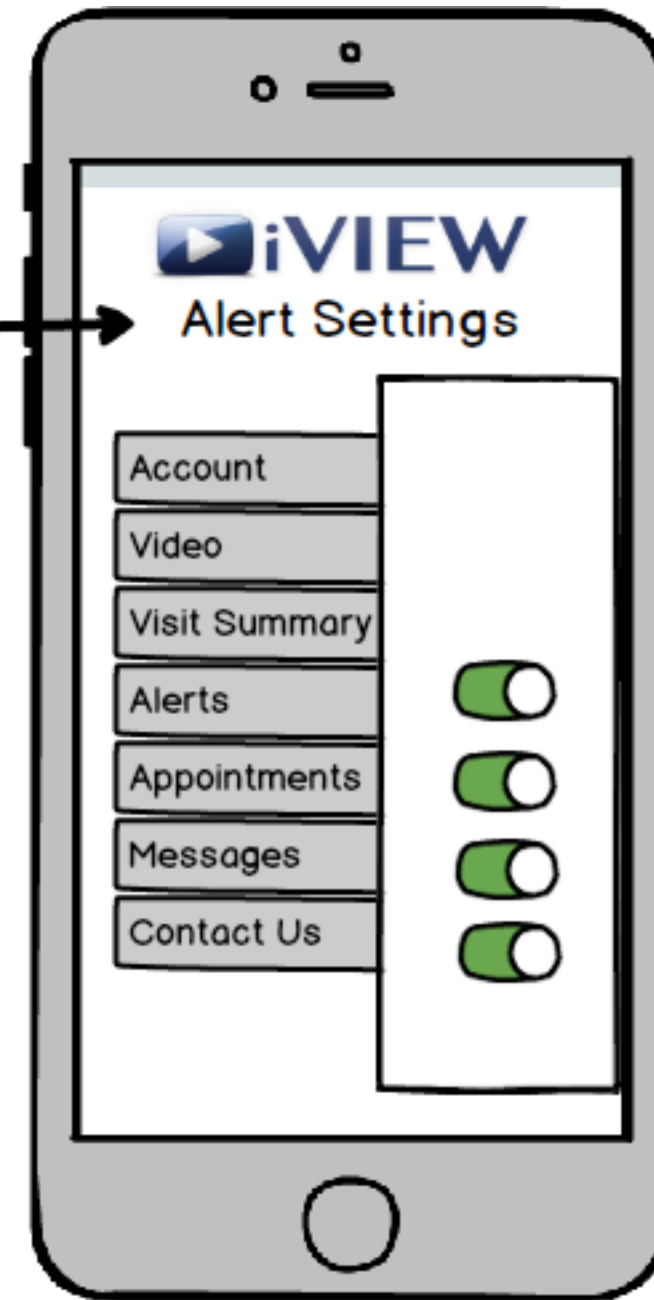 iVIEW
Alert Settings
Account
Video
Visit Summary
Alerts
Appointments
Messages
Contact Us